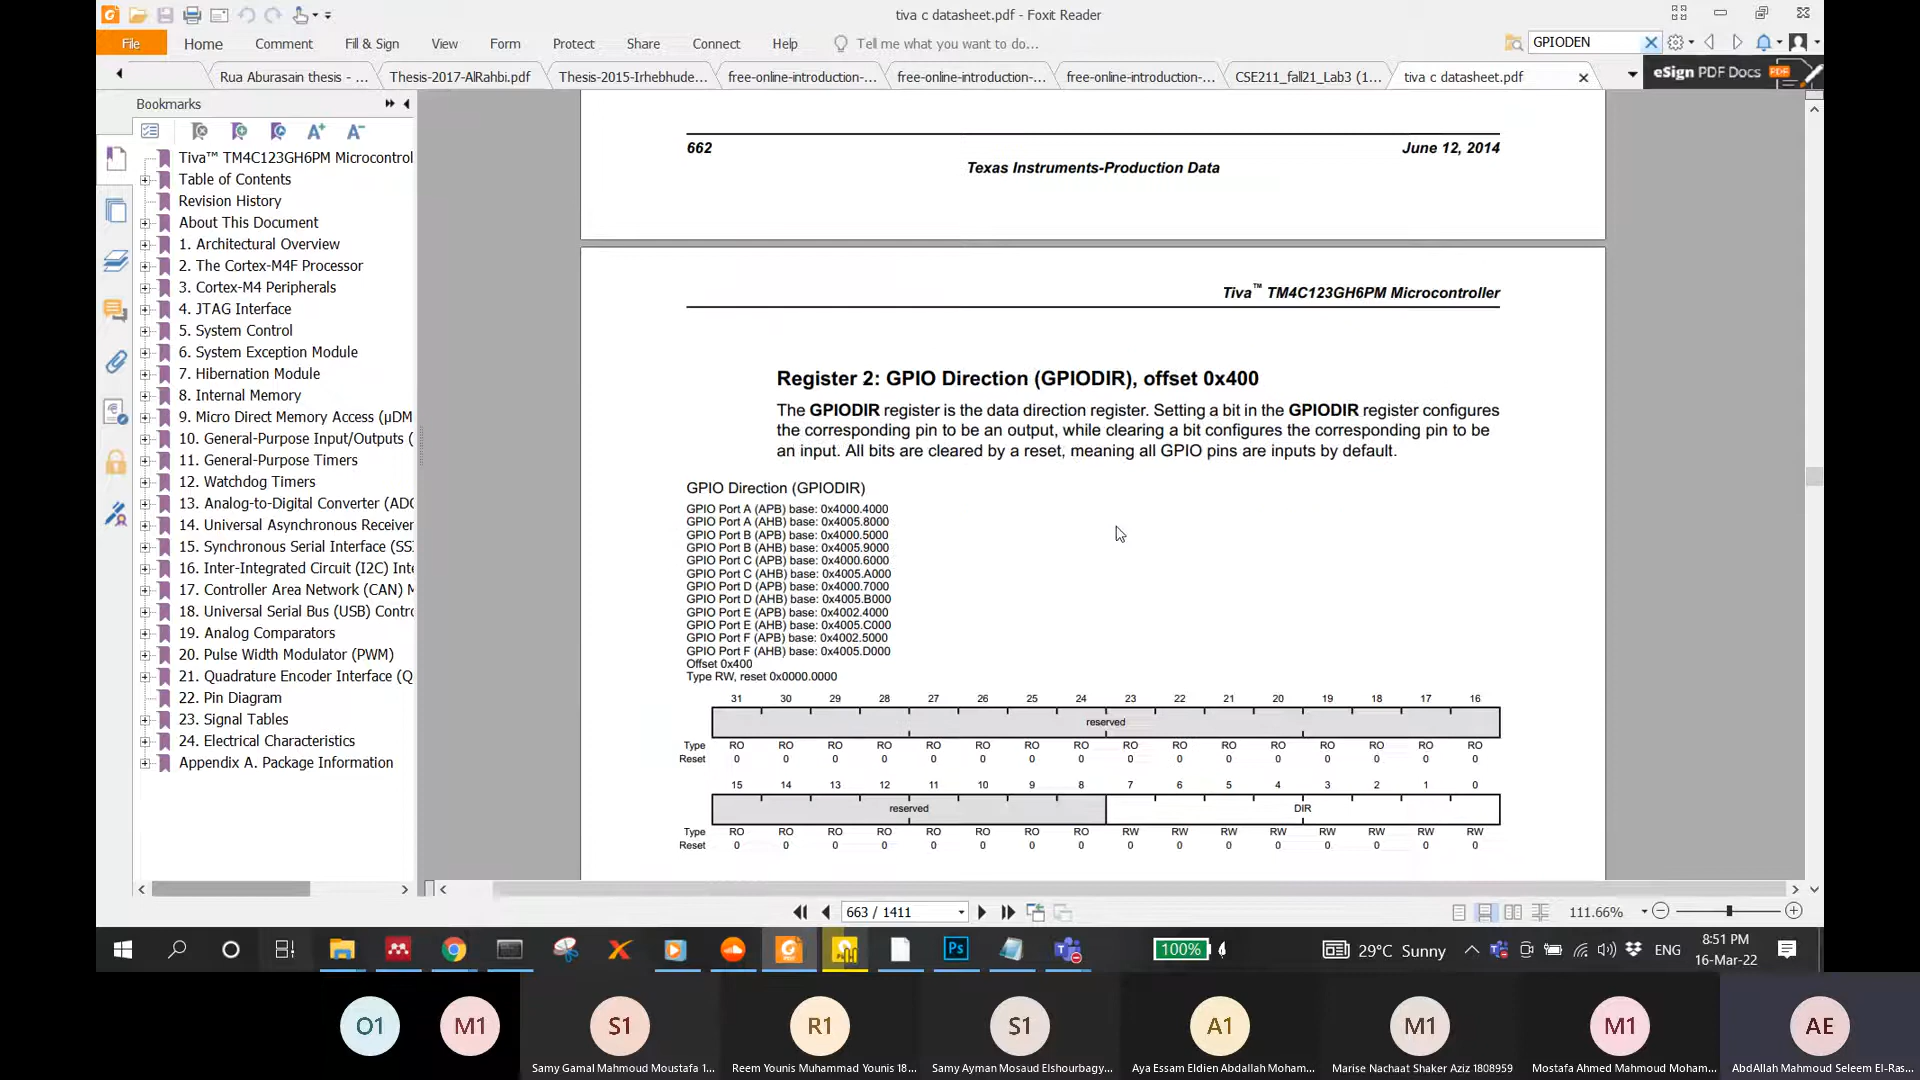 tiva c datasheet.pdf - Foxit Reader
File Home Comment Fill & Sign View Form Protect Share Connect Help Tell me what you want to do... GPIODEN
Rua Aburasain thesis - ... Thesis-2017-AlRahbi.pdf Thesis-2015-Irhebhude... free-online-introduction-... free-online-introduction-... free-online-introduction-... CSE211_fall21_Lab3 (1... tiva c datasheet.pdf eSign PDF Docs PDF
Bookmarks
Tiva™ TM4C123GH6PM Microcontrol
Table of Contents
Revision History
About This Document
1. Architectural Overview
2. The Cortex-M4F Processor
3. Cortex-M4 Peripherals
4. JTAG Interface
5. System Control
6. System Exception Module
7. Hibernation Module
8. Internal Memory
9. Micro Direct Memory Access (μDM
10. General-Purpose Input/Outputs (
11. General-Purpose Timers
12. Watchdog Timers
13. Analog-to-Digital Converter (ADC
14. Universal Asynchronous Receiver
15. Synchronous Serial Interface (SS
16. Inter-Integrated Circuit (I2C) Inte
17. Controller Area Network (CAN) M
18. Universal Serial Bus (USB) Contro
19. Analog Comparators
20. Pulse Width Modulator (PWM)
21. Quadrature Encoder Interface (Q
22. Pin Diagram
23. Signal Tables
24. Electrical Characteristics
Appendix A. Package Information
662 June 12, 2014
Texas Instruments-Production Data
Tiva™ TM4C123GH6PM Microcontroller
Register 2: GPIO Direction (GPIODIR), offset 0x400
The GPIODIR register is the data direction register. Setting a bit in the GPIODIR register configures
the corresponding pin to be an output, while clearing a bit configures the corresponding pin to be
an input. All bits are cleared by a reset, meaning all GPIO pins are inputs by default.
GPIO Direction (GPIODIR)
GPIO Port A (APB) base: 0x4000.4000
GPIO Port A (AHB) base: 0x4005.8000
GPIO Port B (APB) base: 0x4000.5000
GPIO Port B (AHB) base: 0x4005.9000
GPIO Port C (APB) base: 0x4000.6000
GPIO Port C (AHB) base: 0x4005.A000
GPIO Port D (APB) base: 0x4000.7000
GPIO Port D (AHB) base: 0x4005.B000
GPIO Port E (APB) base: 0x4002.4000
GPIO Port E (AHB) base: 0x4005.C000
GPIO Port F (APB) base: 0x4002.5000
GPIO Port F (AHB) base: 0x4005.D000
Offset 0x400
Type RW, reset 0x0000.0000
31 30 29 28 27 26 25 24 23 22 21 20 19 18 17 16
reserved
Type RO RO RO RO RO RO RO RO RO RO RO RO RO RO RO RO
Reset 0 0 0 0 0 0 0 0 0 0 0 0 0 0 0 0
15 14 13 12 11 10 9 8 7 6 5 4 3 2 1 0
reserved DIR
Type RO RO RO RO RO RO RO RO RW RW RW RW RW RW RW RW
Reset 0 0 0 0 0 0 0 0 0 0 0 0 0 0 0 0
663 / 1411 111.66%
100% 29°C Sunny ENG 8:51 PM
16-Mar-22
O1 M1 S1 R1 S1 A1 M1 M1 AE
Samy Gamal Mahmoud Moustafa 1... Reem Younis Muhammad Younis 18... Samy Ayman Mosaud Elshourbagy... Aya Essam Eldien Abdallah Moham... Marise Nachaat Shaker Aziz 1808959 Mostafa Ahmed Mahmoud Moham... AbdAllah Mahmoud Seleem El-Ras...